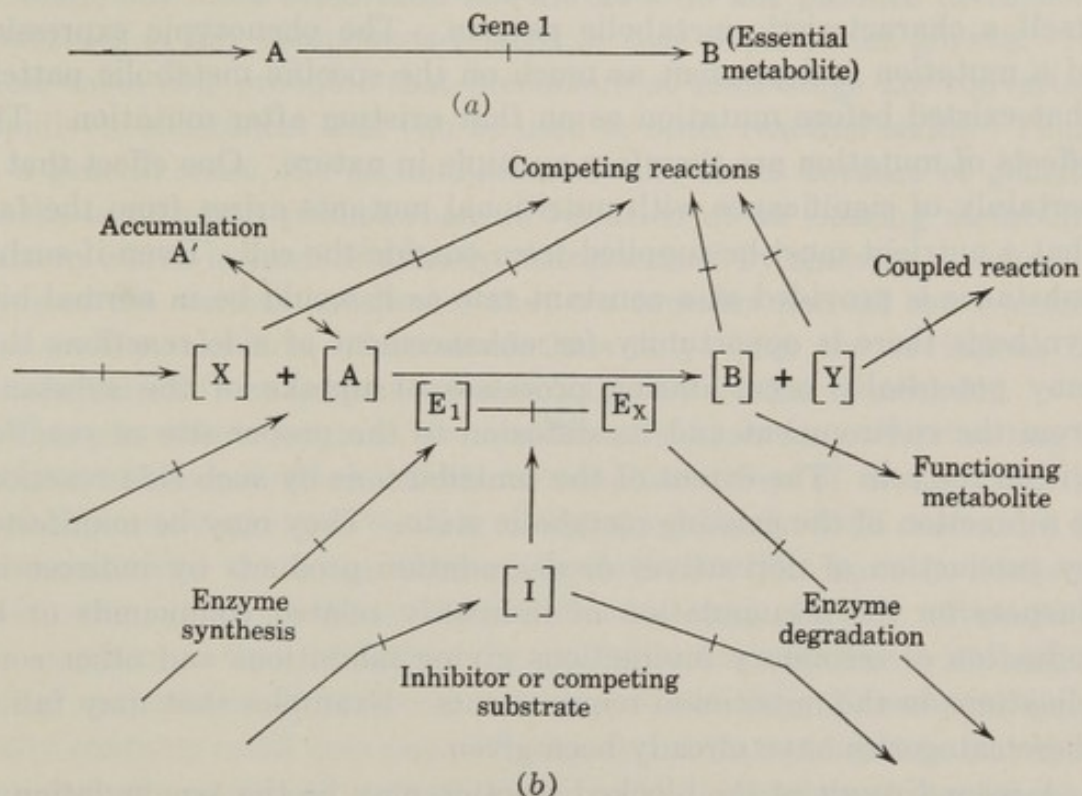 Gene 1
A B (Essential
metabolite)
(a)
Competing reactions
Accumulation
A′
Coupled reaction
[X] + [A] [B] + [Y]
[E₁] [Eₓ]
Functioning
metabolite
[I]
Enzyme
synthesis
Enzyme
degradation
Inhibitor or competing
substrate
(b)